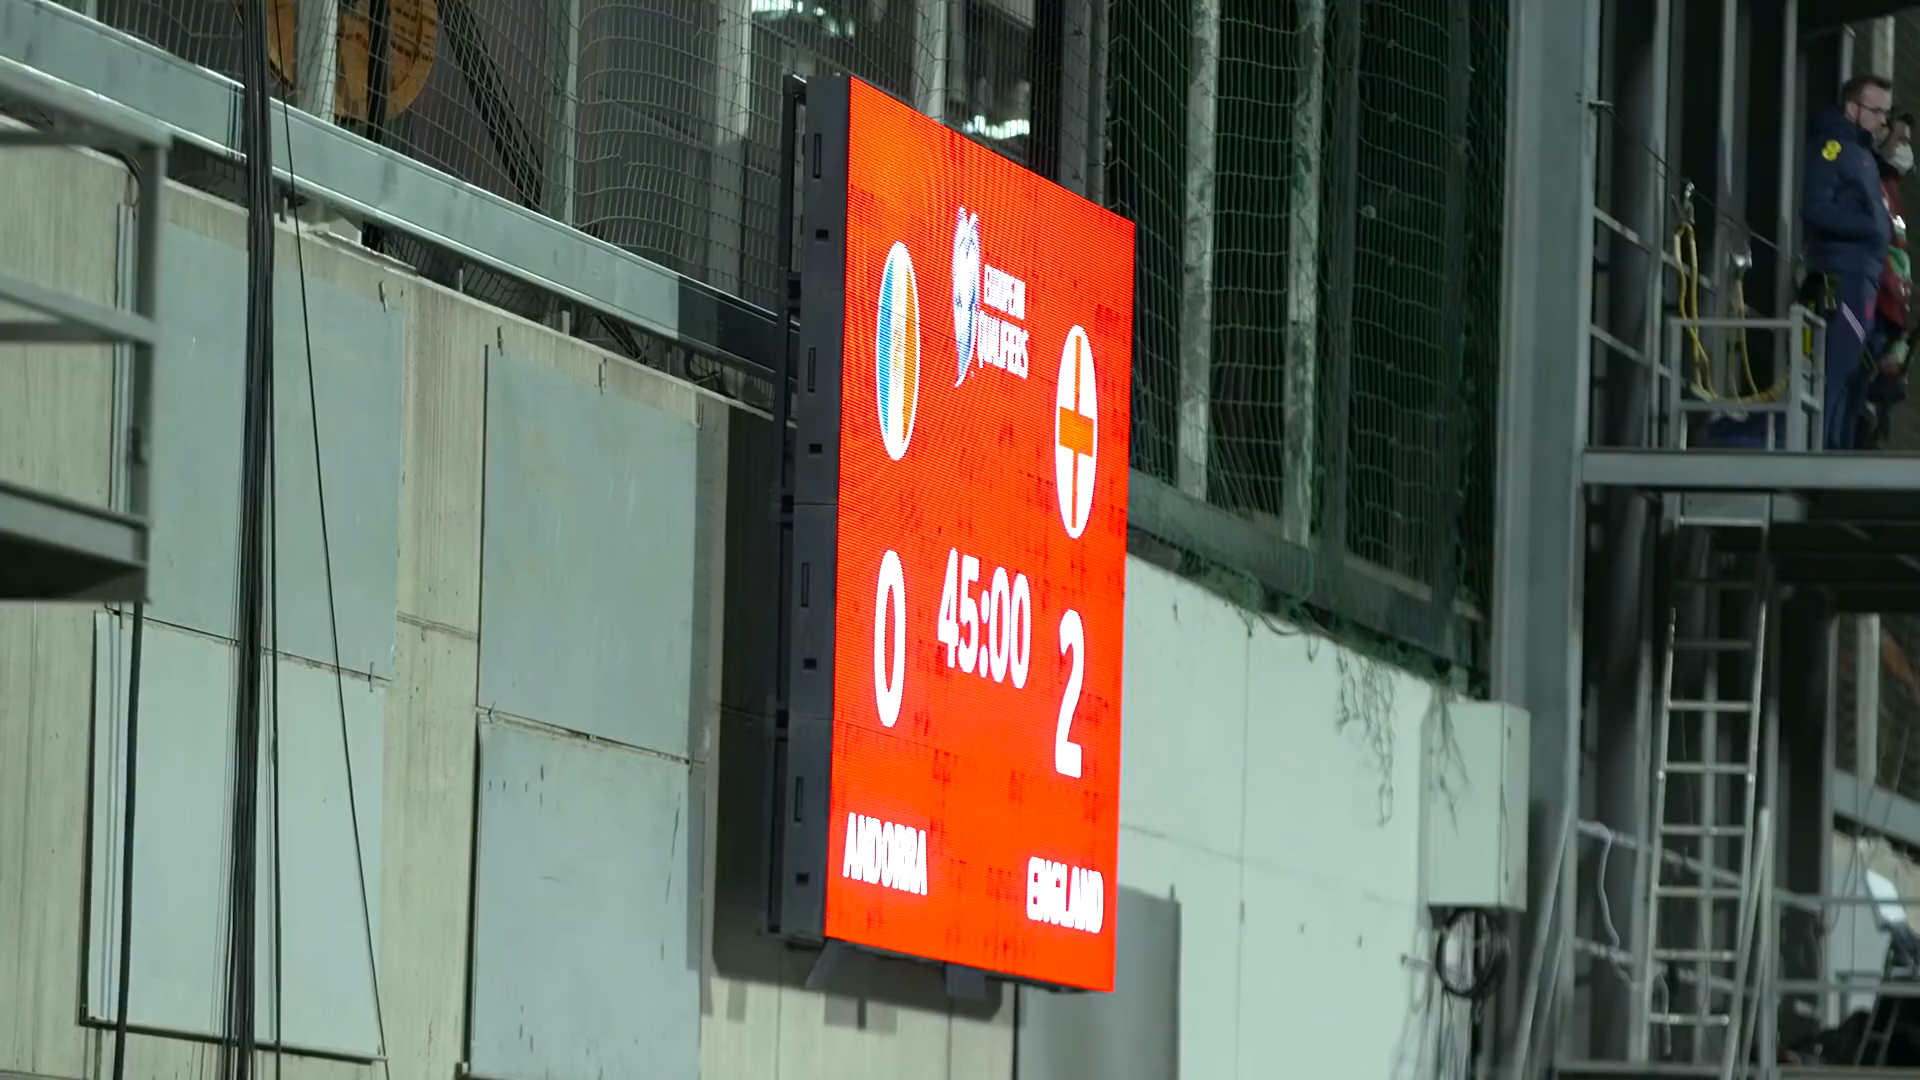 EUROPEAN
QUALIFIERS
0
45:00
2
ANDORRA
ENGLAND